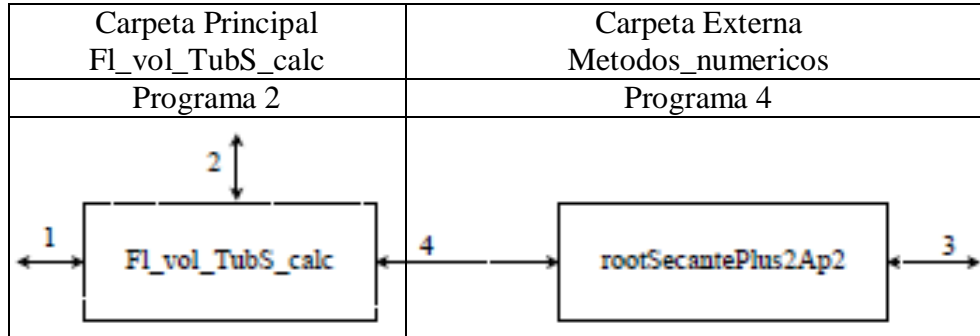 Carpeta Principal
Fl_vol_TubS_calc
Carpeta Externa
Metodos_numericos
Programa 2
Programa 4
2
1
Fl_vol_TubS_calc
4
rootSecantePlus2Ap2
3